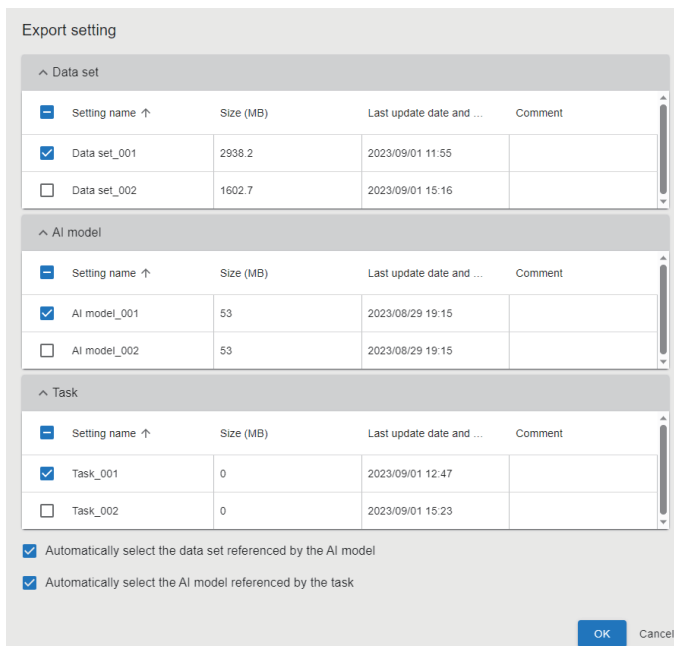 Export setting
Data set
Setting name ↑ Size (MB) Last update date and ... Comment
Data set_001 2938.2 2023/09/01 11:55
Data set_002 1602.7 2023/09/01 15:16
AI model
Setting name ↑ Size (MB) Last update date and ... Comment
AI model_001 53 2023/08/29 19:15
AI model_002 53 2023/08/29 19:15
Task
Setting name ↑ Size (MB) Last update date and ... Comment
Task_001 0 2023/09/01 12:47
Task_002 0 2023/09/01 15:23
Automatically select the data set referenced by the AI model
Automatically select the AI model referenced by the task
OK Cancel